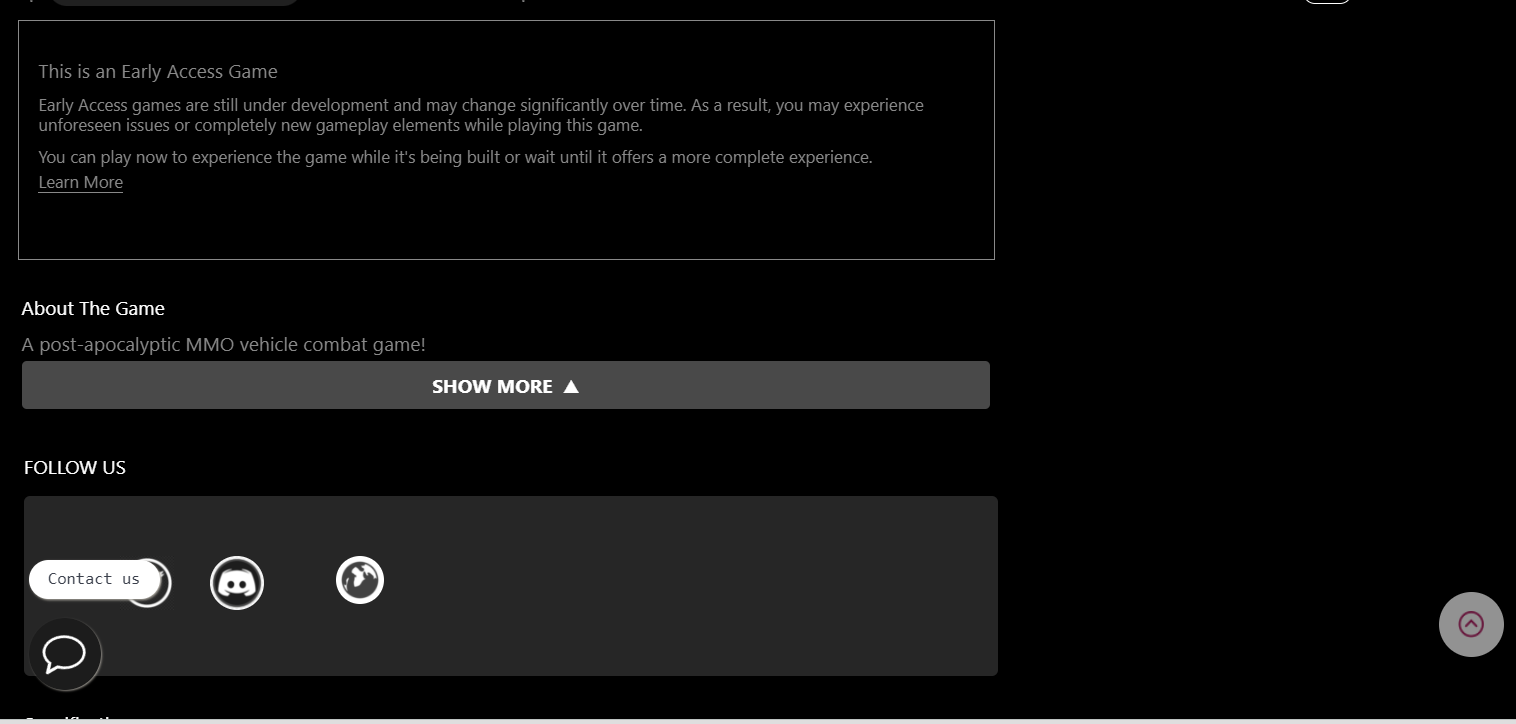 This is an Early Access Game
Early Access games are still under development and may change significantly over time. As a result, you may experience
unforeseen issues or completely new gameplay elements while playing this game.
You can play now to experience the game while it's being built or wait until it offers a more complete experience.
Learn More
About The Game
A post-apocalyptic MMO vehicle combat game!
SHOW MORE ▲
FOLLOW US
Contact us